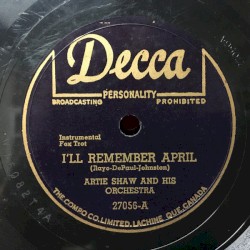 Decca
PERSONALITY
BROADCASTING PROHIBITED
Instrumental
Fox Trot
I'LL REMEMBER APRIL
(Raye-DePaul-Johnston)
ARTIE SHAW AND HIS
ORCHESTRA
27056-A
THE COMPO CO. LIMITED. LACHINE QUE, CANADA